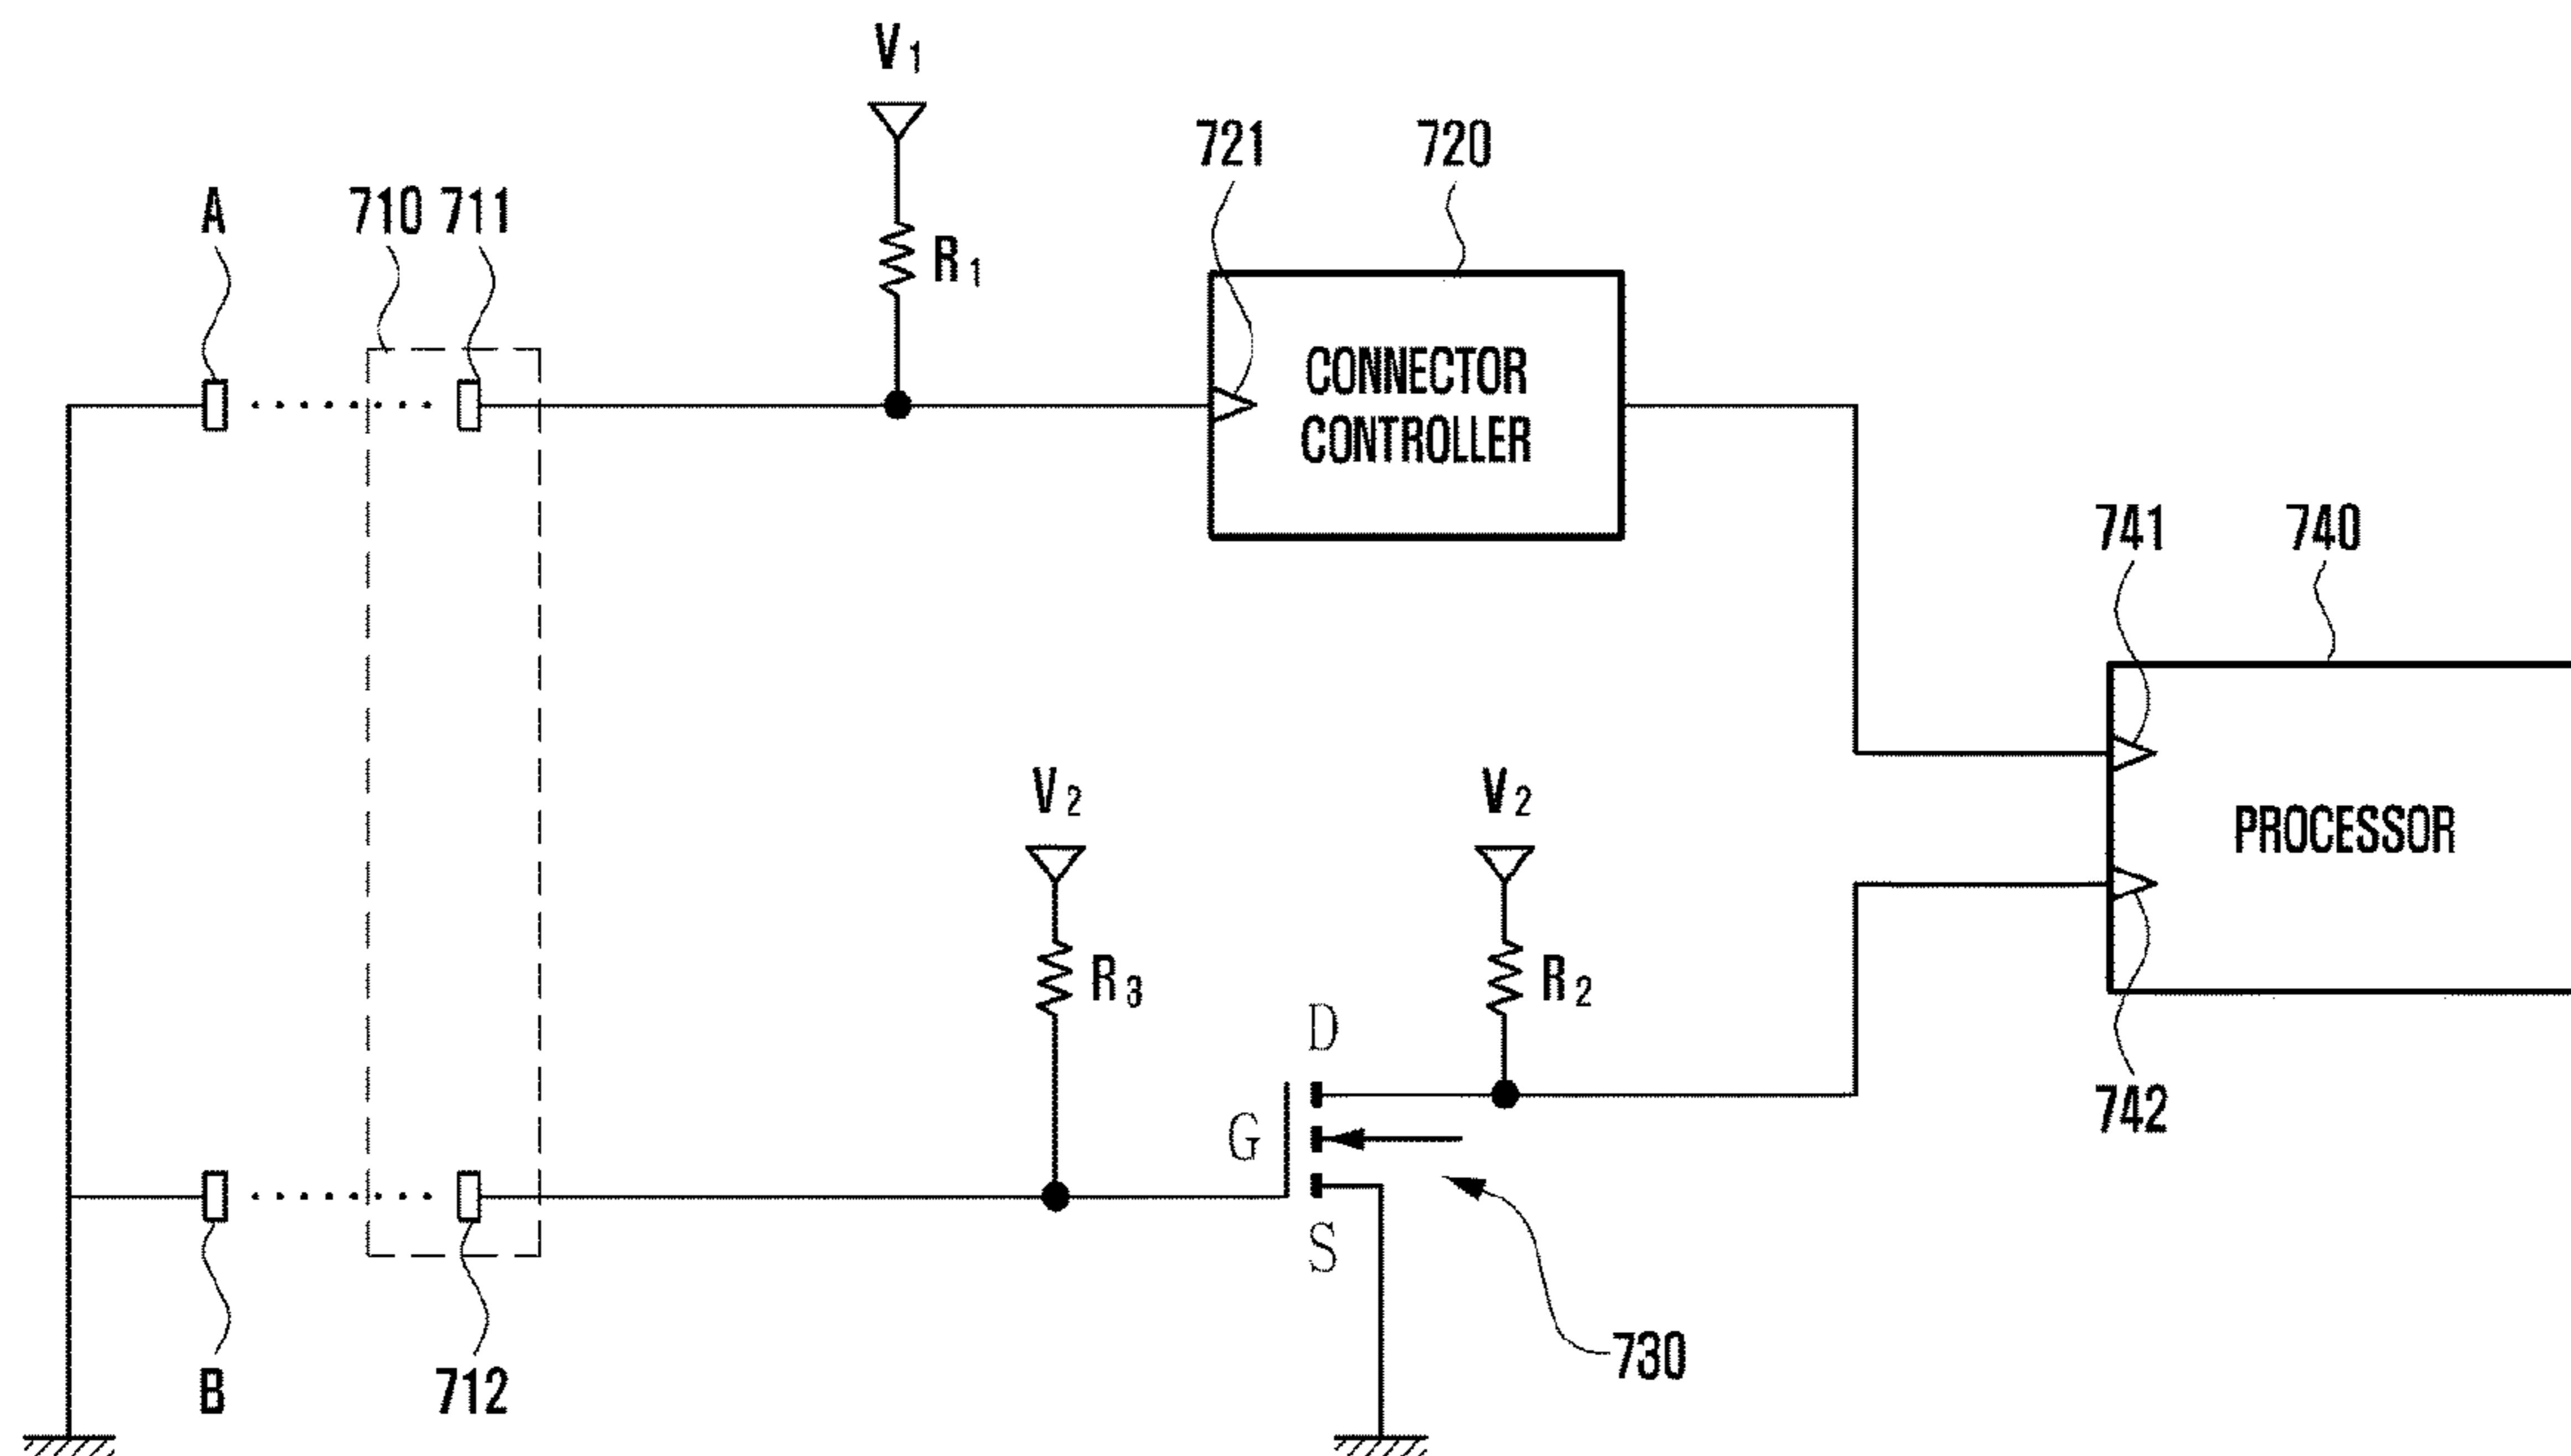 V1
721
720
A
710
711
R1
CONNECTOR
CONTROLLER
741
740
V2
V2
PROCESSOR
R3
R2
D
G
742
S
730
B
712